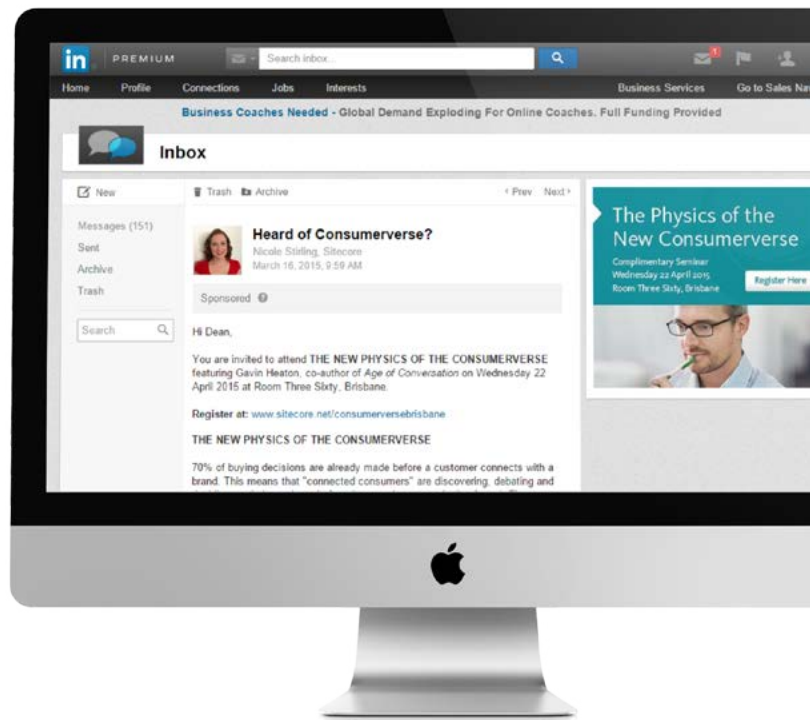 in PREMIUM Search inbox... 1
Home Profile Connections Jobs Interests Business Services Go to Sales Nav
Business Coaches Needed - Global Demand Exploding For Online Coaches. Full Funding Provided
Inbox
New
Messages (151)
Sent
Archive
Trash
Search
Trash Archive ‹ Prev Next ›
Heard of Consumerverse?
Nicole Stirling, Sitecore
March 16, 2015, 9:59 AM
Sponsored ?
Hi Dean,
You are invited to attend THE NEW PHYSICS OF THE CONSUMERVERSE
featuring Gavin Heaton, co-author of Age of Conversation on Wednesday 22
April 2015 at Room Three Sixty, Brisbane.
Register at: www.sitecore.net/consumerversebrisbane
THE NEW PHYSICS OF THE CONSUMERVERSE
70% of buying decisions are already made before a customer connects with a
brand. This means that "connected consumers" are discovering, debating and
The Physics of the
New Consumerverse
Complimentary Seminar
Wednesday 22 April 2015
Room Three Sixty, Brisbane
Register Here